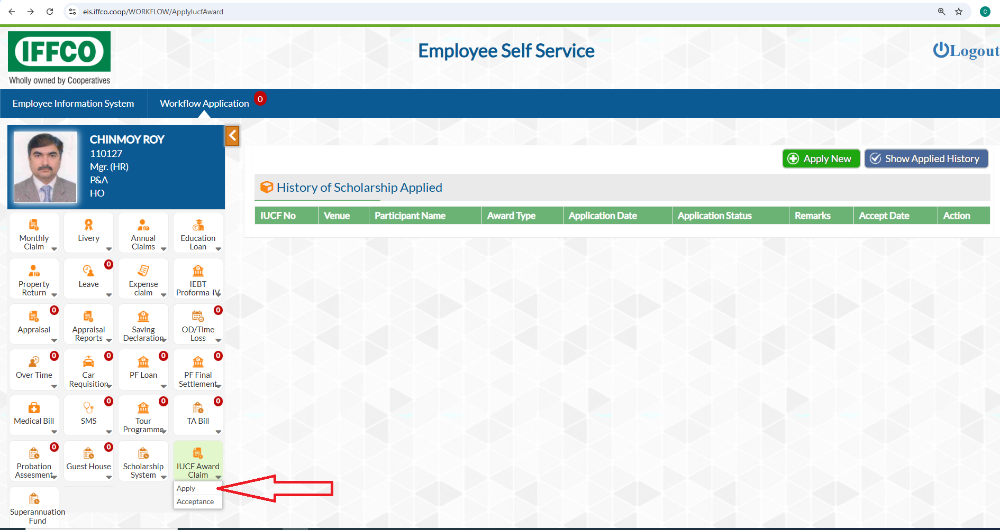 eis.iffco.coop/WORKFLOW/ApplyIucfAward
C
IFFCO
Wholly owned by Cooperatives
Employee Self Service
Logout
Employee Information System
Workflow Application
0
CHINMOY ROY
110127
Mgr. (HR)
P&A
HO
Apply New
Show Applied History
History of Scholarship Applied
IUCF No Venue Participant Name Award Type Application Date Application Status Remarks Accept Date Action
Monthly
Claim
Livery
Annual
Claims
Education
Loan
Property
Return
0
Leave
Expense
claim
IEBT
Proforma-IV
0
Appraisal
Appraisal
Reports
Saving
Declaration
0
OD/Time
Loss
0
Over Time
0
Car
Requisition
0
PF Loan
0
PF Final
Settlement
Medical Bill
0
SMS
0
Tour
Programme
0
TA Bill
0
Probation
Assesment
0
Guest House
Scholarship
System
IUCF Award
Claim
Apply
Acceptance
Superannuation
Fund